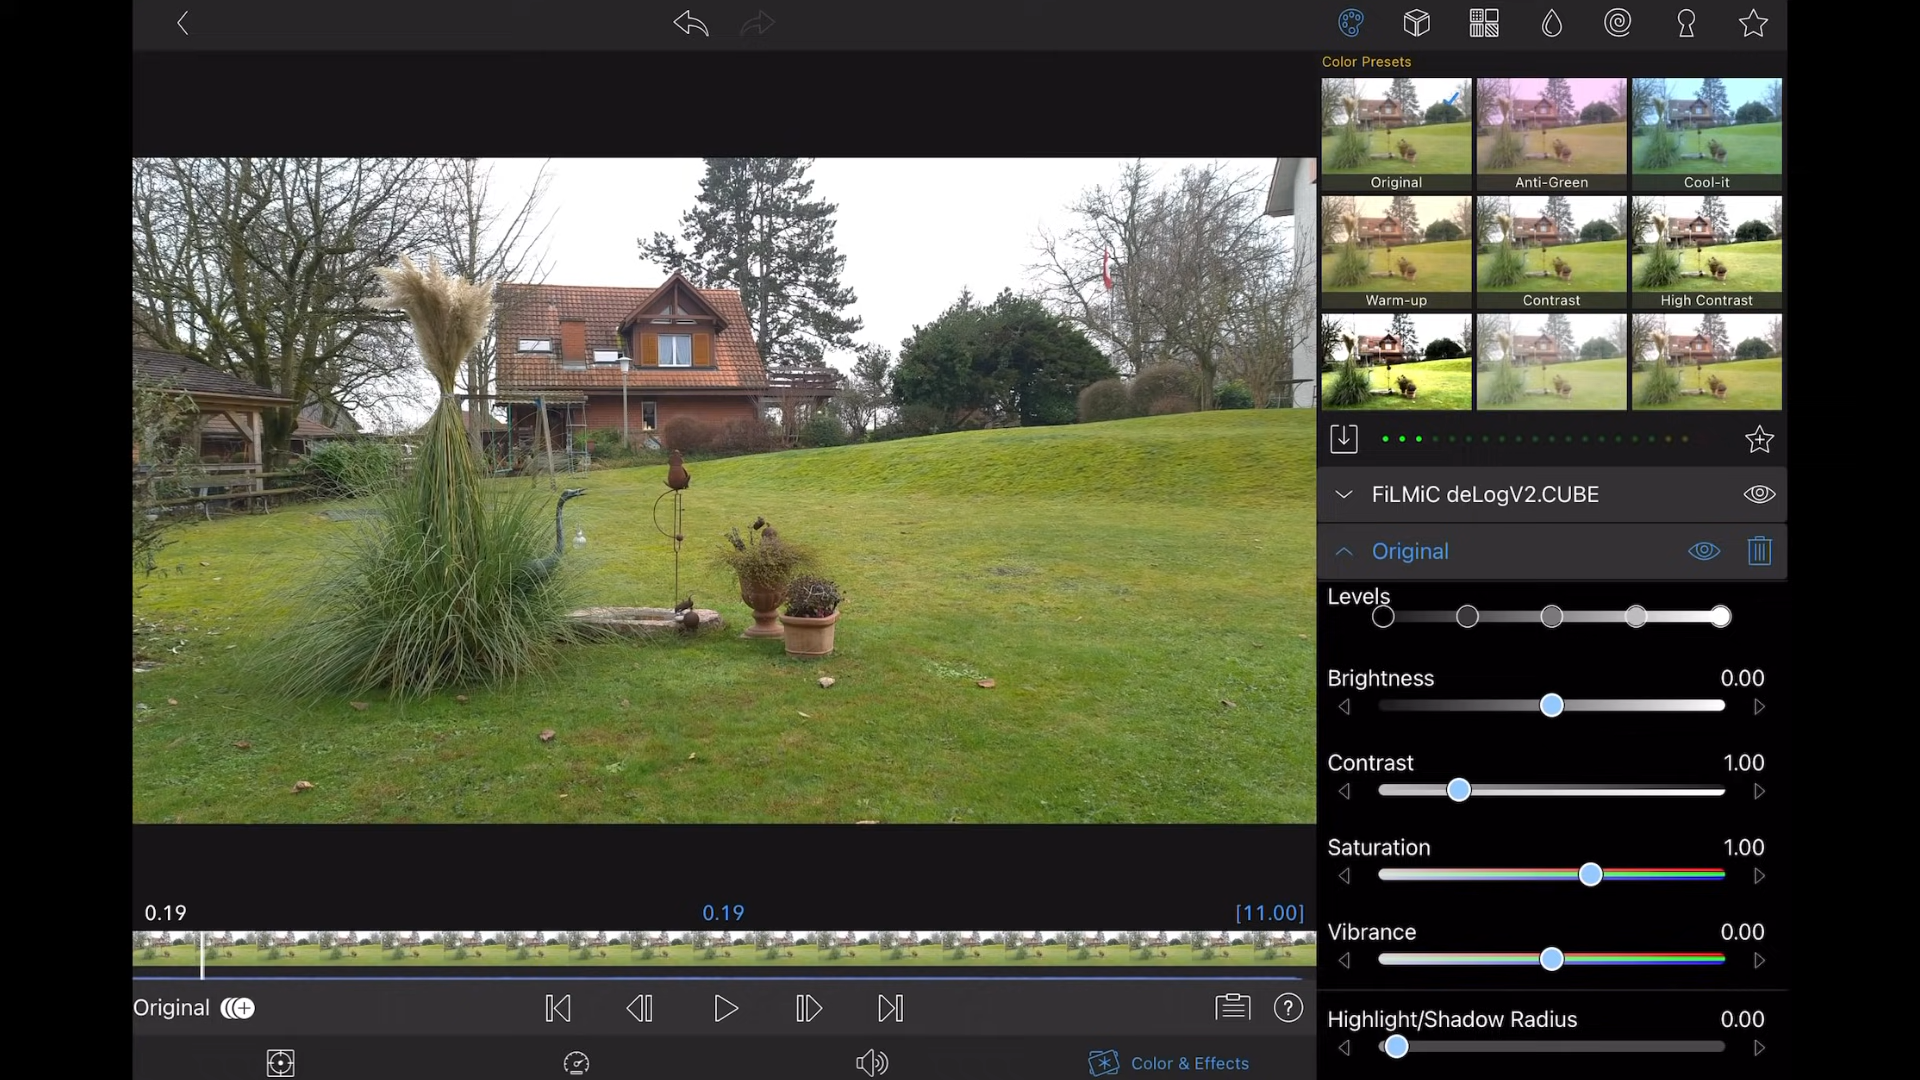 Color Presets
Original
Anti-Green
Cool-it
Warm-up
Contrast
High Contrast
FiLMiC deLogV2.CUBE
Original
Levels
Brightness 0.00
Contrast 1.00
Saturation 1.00
Vibrance 0.00
Highlight/Shadow Radius 0.00
0.19 0.19 [11.00]
Original
?
Color & Effects